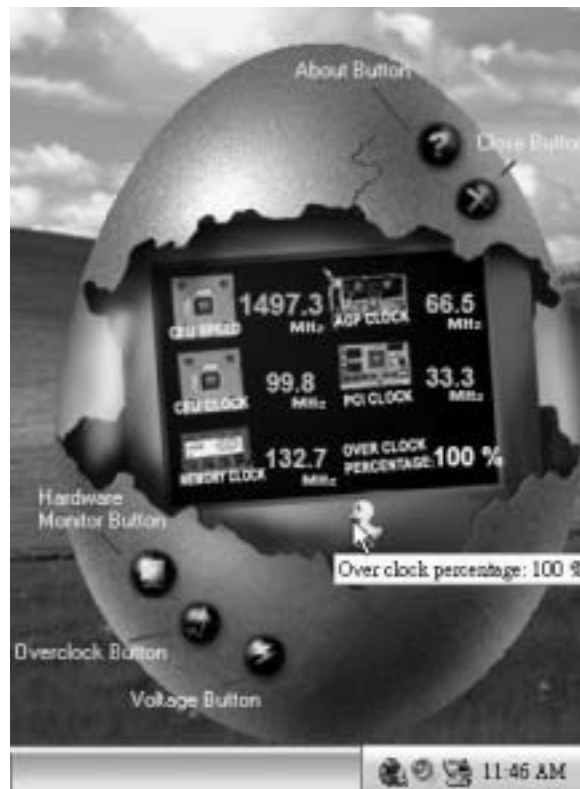 About Button
Close Button
CPU SPEED
1497.3
MHz
AGP CLOCK
66.5
MHz
CPU CLOCK
99.8
MHz
PCI CLOCK
33.3
MHz
MEMORY CLOCK
132.7
MHz
OVER CLOCK
PERCENTAGE:100 %
Hardware
Monitor Button
Over clock percentage: 100 %
Overclock Button
Voltage Button
11:46 AM